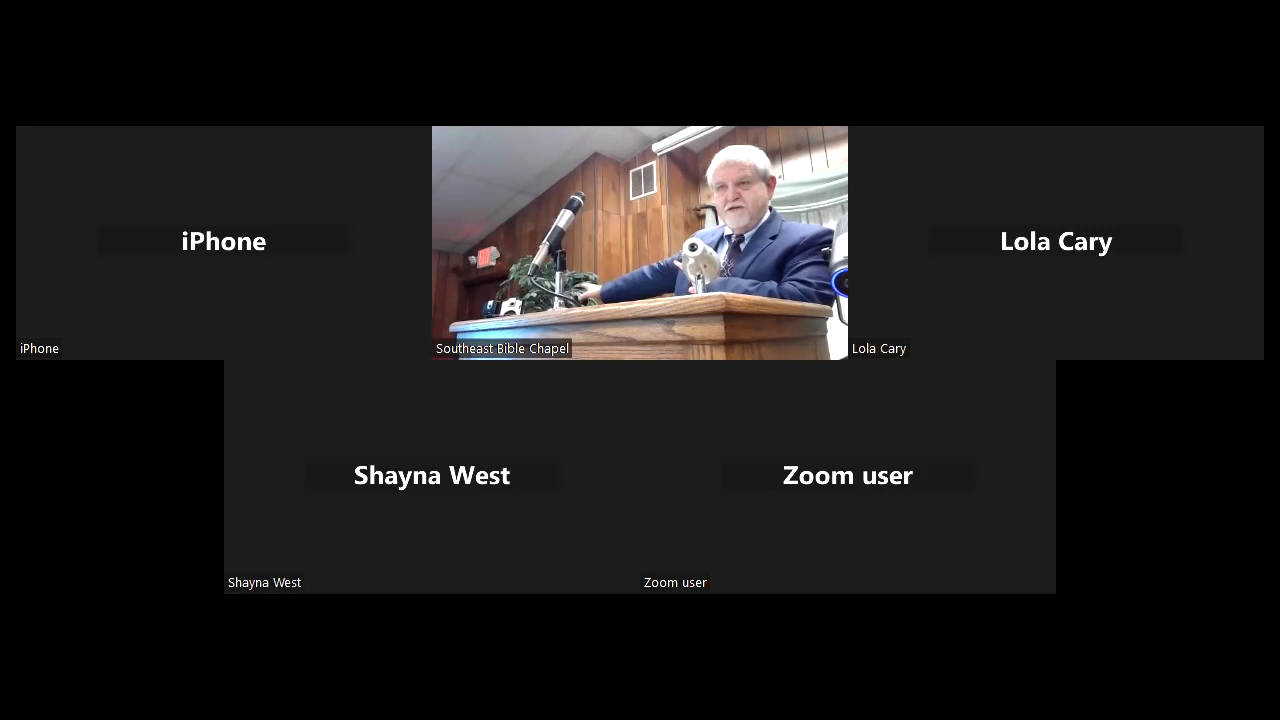 iPhone
Lola Cary
iPhone
Southeast Bible Chapel
Lola Cary
Shayna West
Zoom user
Shayna West
Zoom user